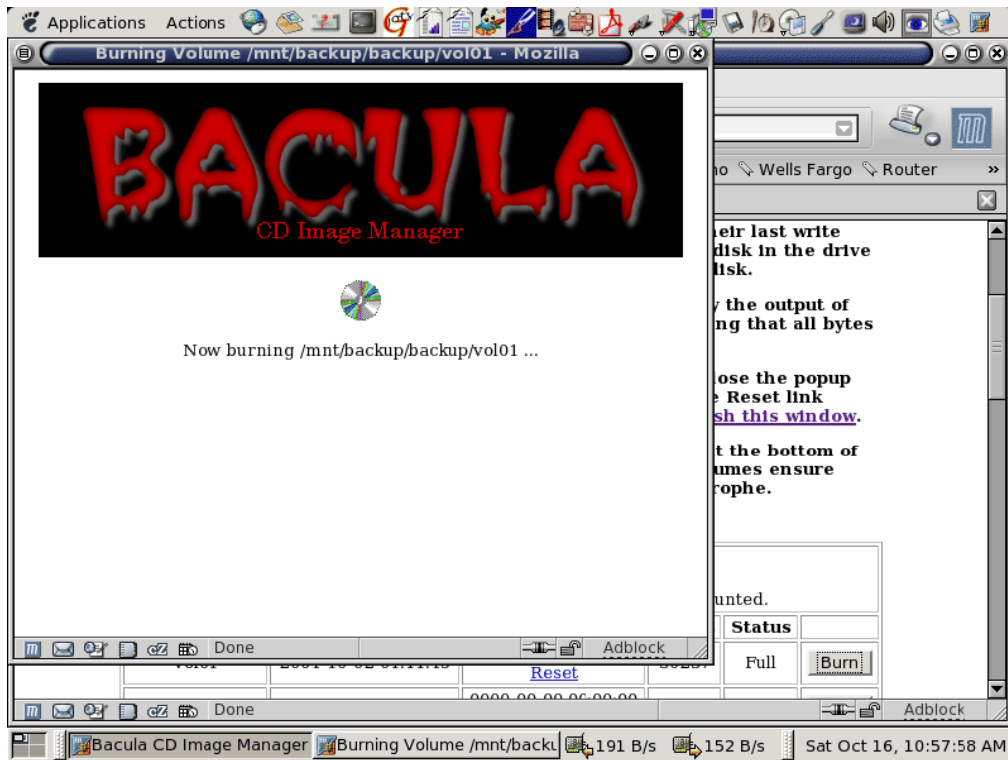 Applications Actions
Burning Volume /mnt/backup/backup/vol01 - Mozilla
BACULA
CD Image Manager
Now burning /mnt/backup/backup/vol01 ...
Done
Adblock
Wells Fargo Router »
eir last write
disk in the drive
disk.
the output of
ng that all bytes
lose the popup
Reset link
sh this window.
t the bottom of
umes ensure
rophe.
unted.
Status
Reset
Full
Burn
Done
Adblock
Bacula CD Image Manager
Burning Volume /mnt/backu
191 B/s
152 B/s
Sat Oct 16, 10:57:58 AM